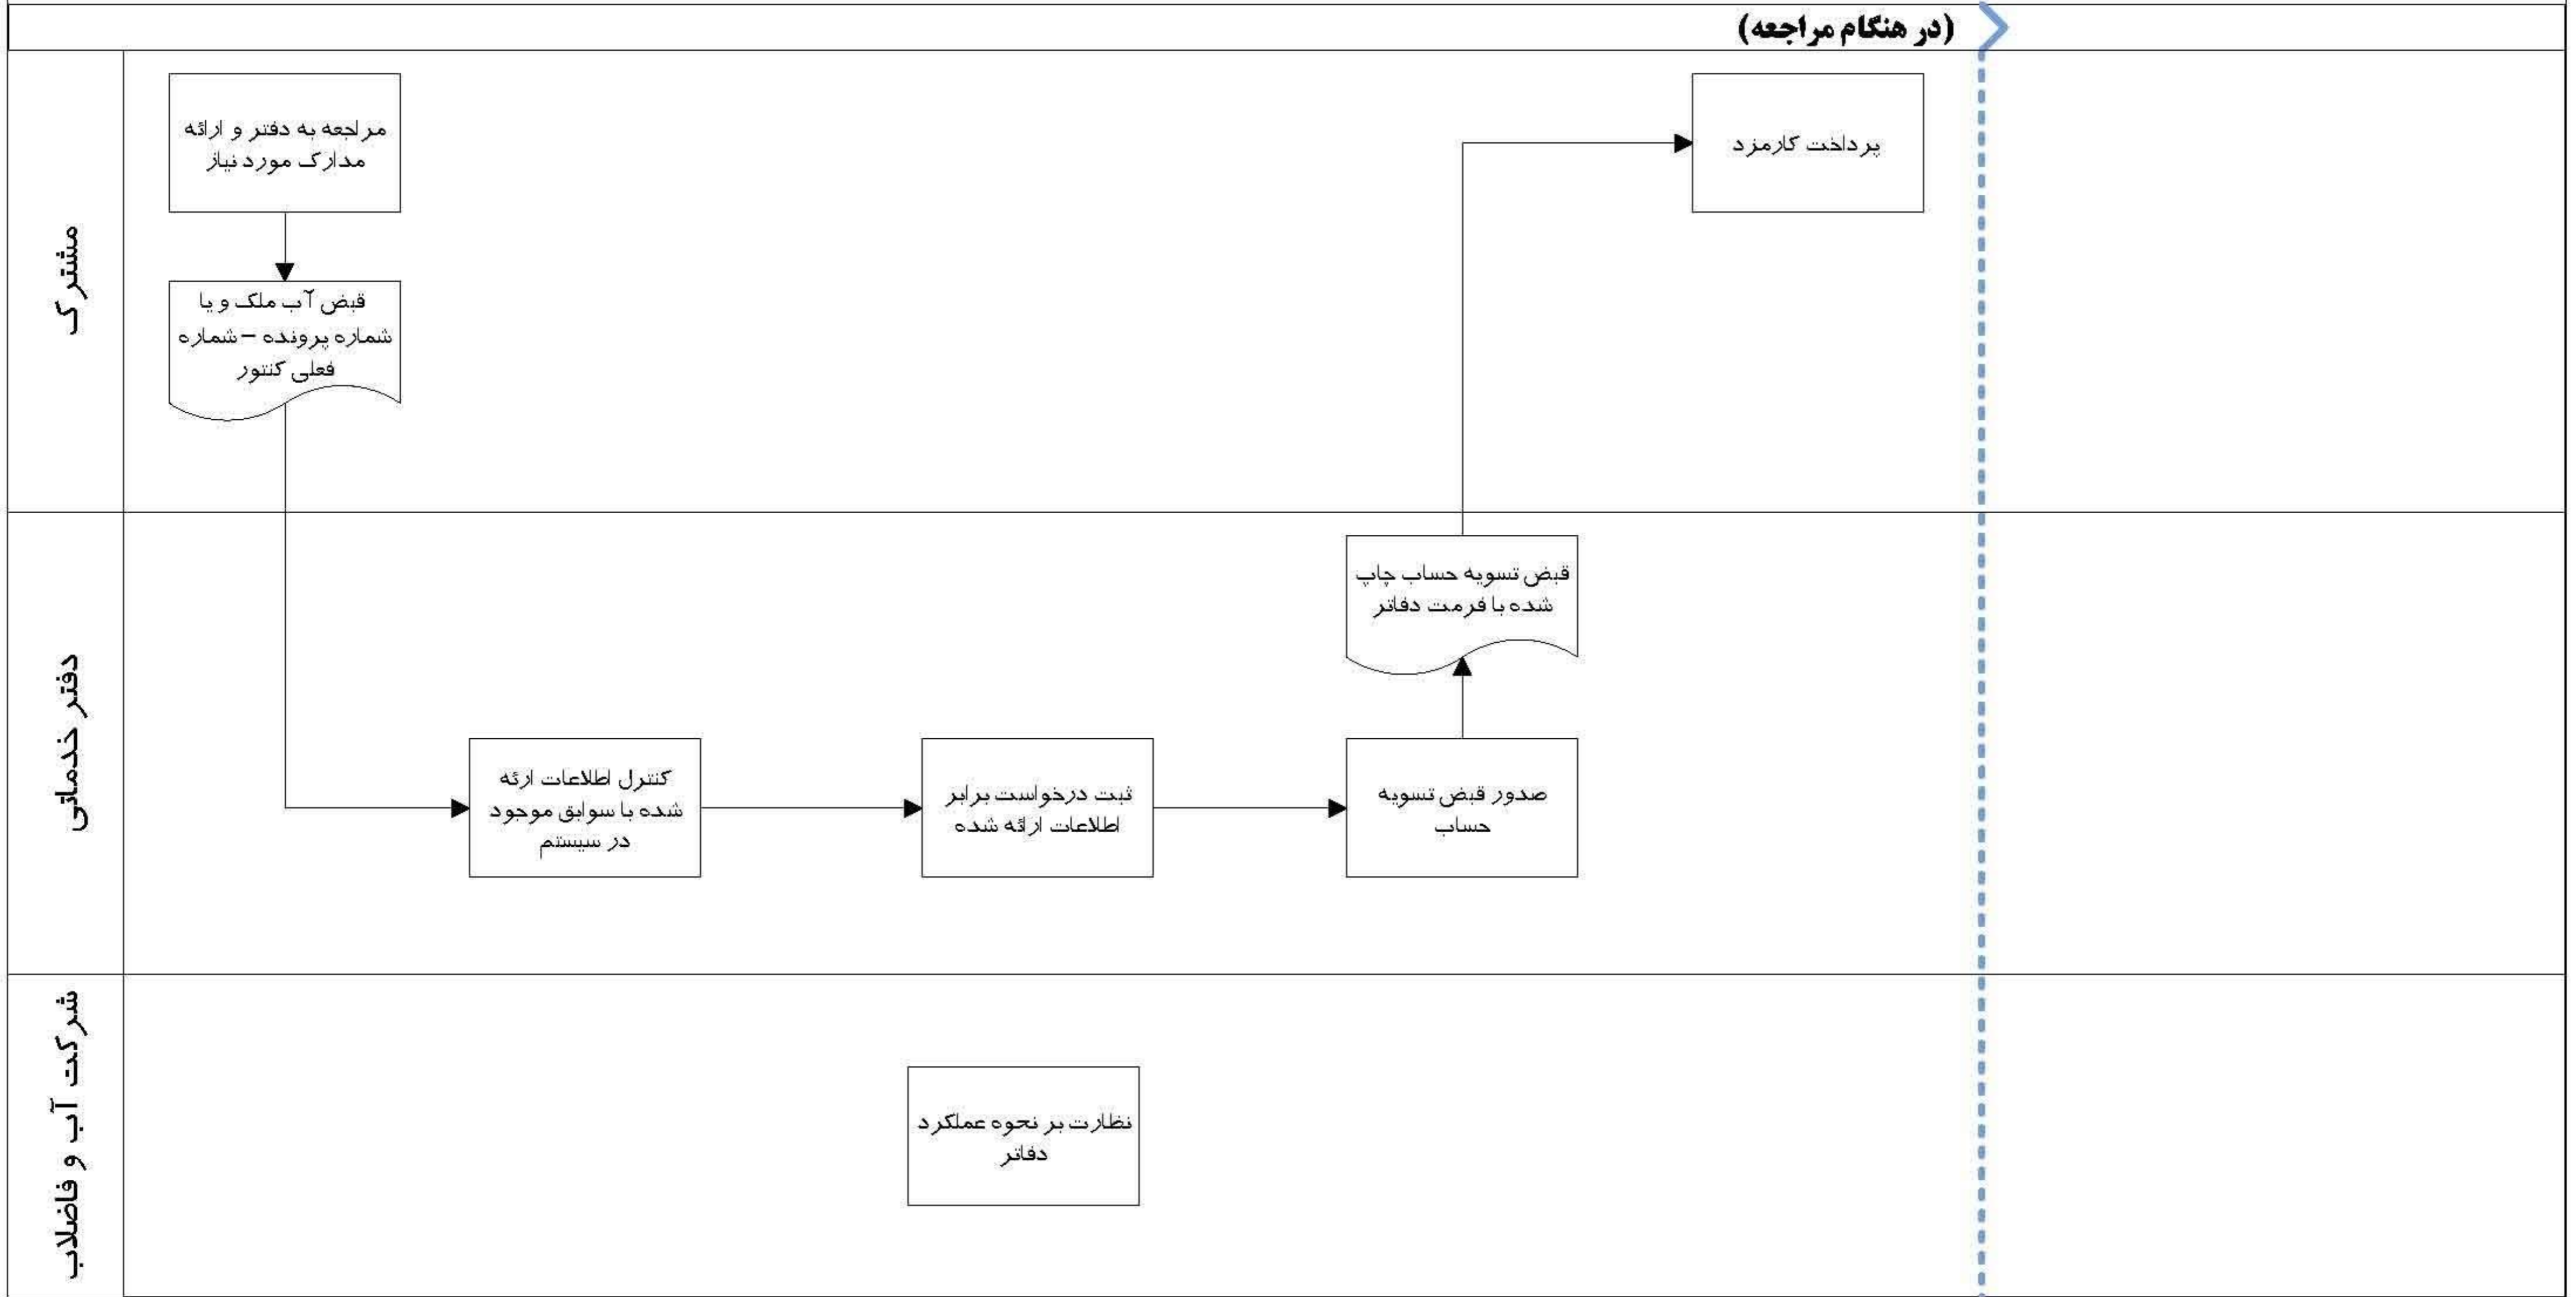 (در هنگام مراجعه)
مشترک
مراجعه به دفتر و ارائه
مدارک مورد نیاز
قبض آب ملک و یا
شماره پرونده – شماره
فعلی کنتور
پرداخت کارمزد
دفتر خدماتی
کنترل اطلاعات ارئه
شده با سوابق موجود
در سیستم
ثبت درخواست برابر
اطلاعات ارائه شده
صدور قبض تسویه
حساب
قبض تسویه حساب چاپ
شده با فرمت دفاتر
شرکت آب و فاضلاب
نظارت بر نحوه عملکرد
دفاتر